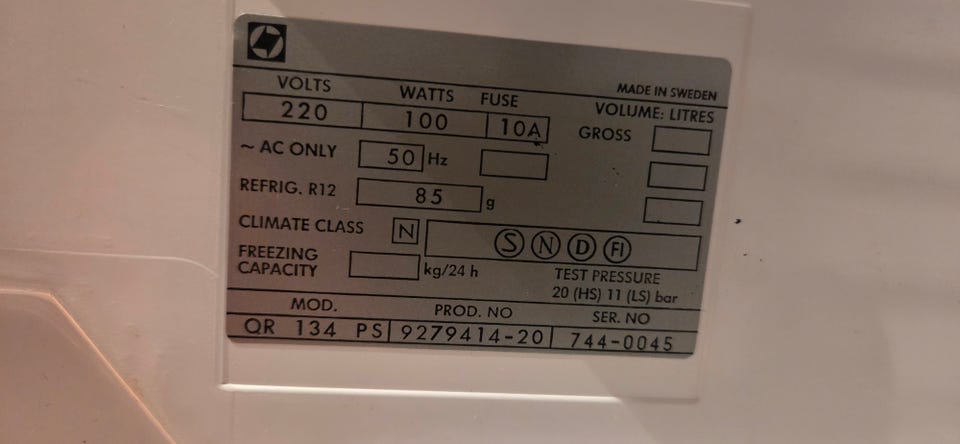 MADE IN SWEDEN
VOLTS WATTS FUSE VOLUME: LITRES
220 100 10A GROSS
~ AC ONLY 50 Hz
REFRIG. R12 85 g
CLIMATE CLASS N S N D FI
FREEZING CAPACITY kg/24 h
TEST PRESSURE
20 (HS) 11 (LS) bar
MOD. PROD. NO SER. NO
QR 134 PS 9279414-20 744-0045